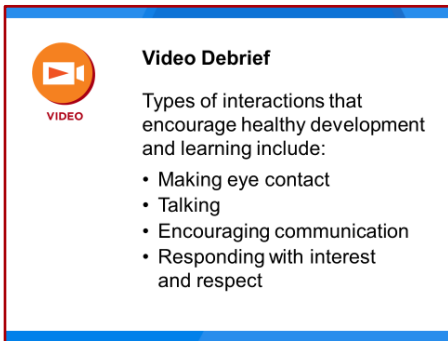 Video Debrief
VIDEO
Types of interactions that
encourage healthy development
and learning include:
• Making eye contact
• Talking
• Encouraging communication
• Responding with interest
and respect